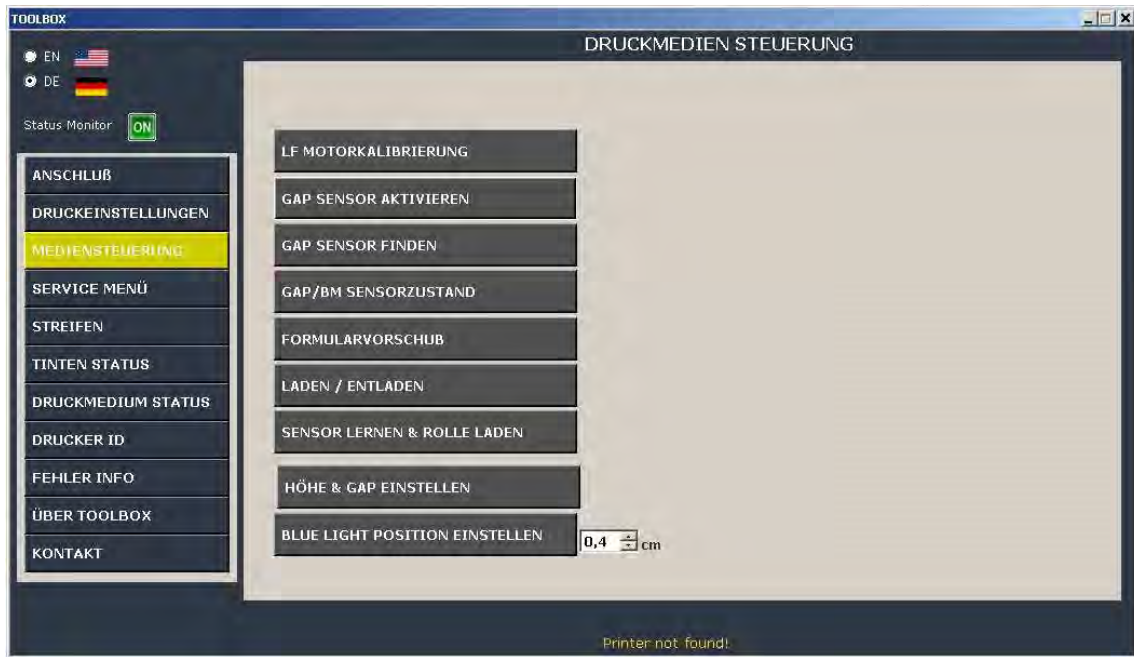 TOOLBOX
DRUCKMEDIEN STEUERUNG
EN
DE
Status Monitor ON
ANSCHLUß
DRUCKEINSTELLUNGEN
MEDIENSTEUERUNG
SERVICE MENÜ
STREIFEN
TINTEN STATUS
DRUCKMEDIUM STATUS
DRUCKER ID
FEHLER INFO
ÜBER TOOLBOX
KONTAKT
LF MOTORKALIBRIERUNG
GAP SENSOR AKTIVIEREN
GAP SENSOR FINDEN
GAP/BM SENSORZUSTAND
FORMULARVORSCHUB
LADEN / ENTLADEN
SENSOR LERNEN & ROLLE LADEN
HÖHE & GAP EINSTELLEN
BLUE LIGHT POSITION EINSTELLEN 0,4 cm
Printer not found!